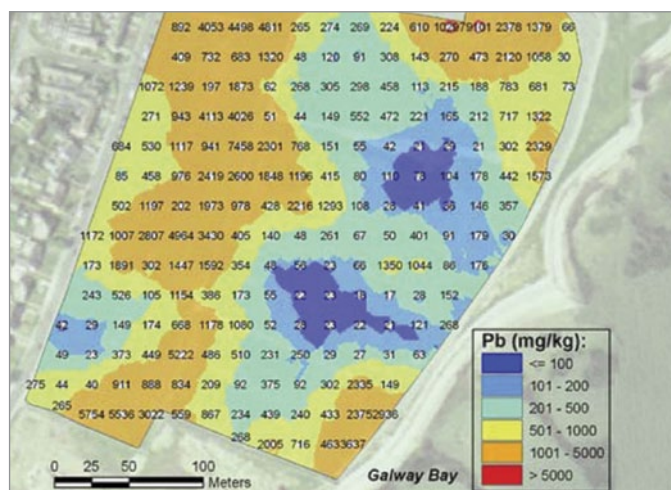 892 4053 4498 4811 265 274 269 224 610 2378 1379 66
409 732 683 1320 48 120 91 308 143 270 473 2120 1058 30
1072 1239 197 1873 62 268 305 298 458 113 215 188 783 681 73
271 943 4113 4026 51 44 149 552 472 221 165 212 717 1322
684 530 1117 941 7458 2301 768 151 55 42 21 302 2329
85 458 976 2419 2600 1848 1196 415 80 110 73 104 178 442 1573
502 1197 202 1973 978 428 2216 1293 108 28 41 146 357
1172 1007 2807 4964 3430 405 140 48 261 67 50 401 91 179 30
173 1891 302 1447 1592 354 48 66 1350 1044 86 176
243 526 105 1154 386 173 55 17 28 152
42 29 149 174 668 1178 1080 52 22 121 268
49 23 373 449 5222 486 510 231 250 29 27 31 63
275 44 40 911 888 834 209 92 375 92 302 2335 149
265 5754 5536 3022 559 867 234 439 240 433 2375 2936
268 2005 716 463 3637
Pb (mg/kg):
<= 100
101 - 200
201 - 500
501 - 1000
1001 - 5000
> 5000
0 25 50 100
Meters
Galway Bay